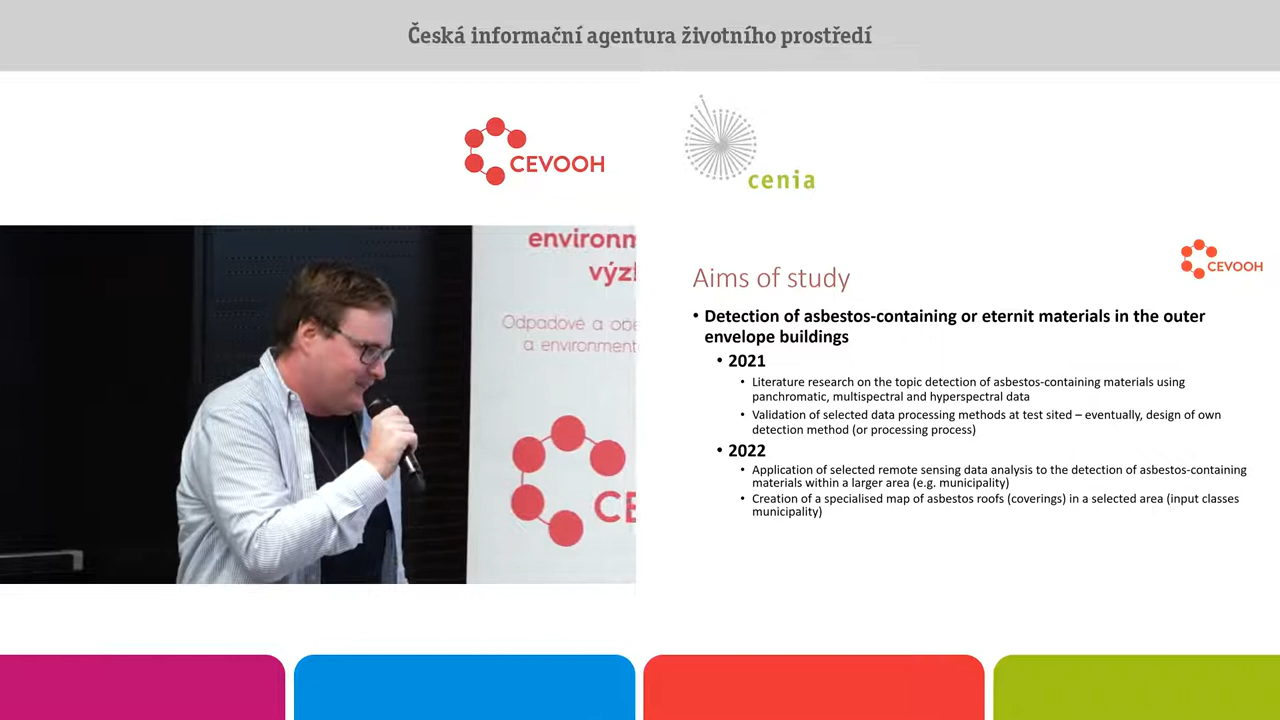 Česká informační agentura životního prostředí
CEVOOH
cenia
environm
výz
Odpadové a obě
a environment
CE
CEVOOH
Aims of study
• Detection of asbestos-containing or eternit materials in the outer
envelope buildings
• 2021
• Literature research on the topic detection of asbestos-containing materials using
panchromatic, multispectral and hyperspectral data
• Validation of selected data processing methods at test sited – eventually, design of own
detection method (or processing process)
• 2022
• Application of selected remote sensing data analysis to the detection of asbestos-containing
materials within a larger area (e.g. municipality)
• Creation of a specialised map of asbestos roofs (coverings) in a selected area (input classes
municipality)